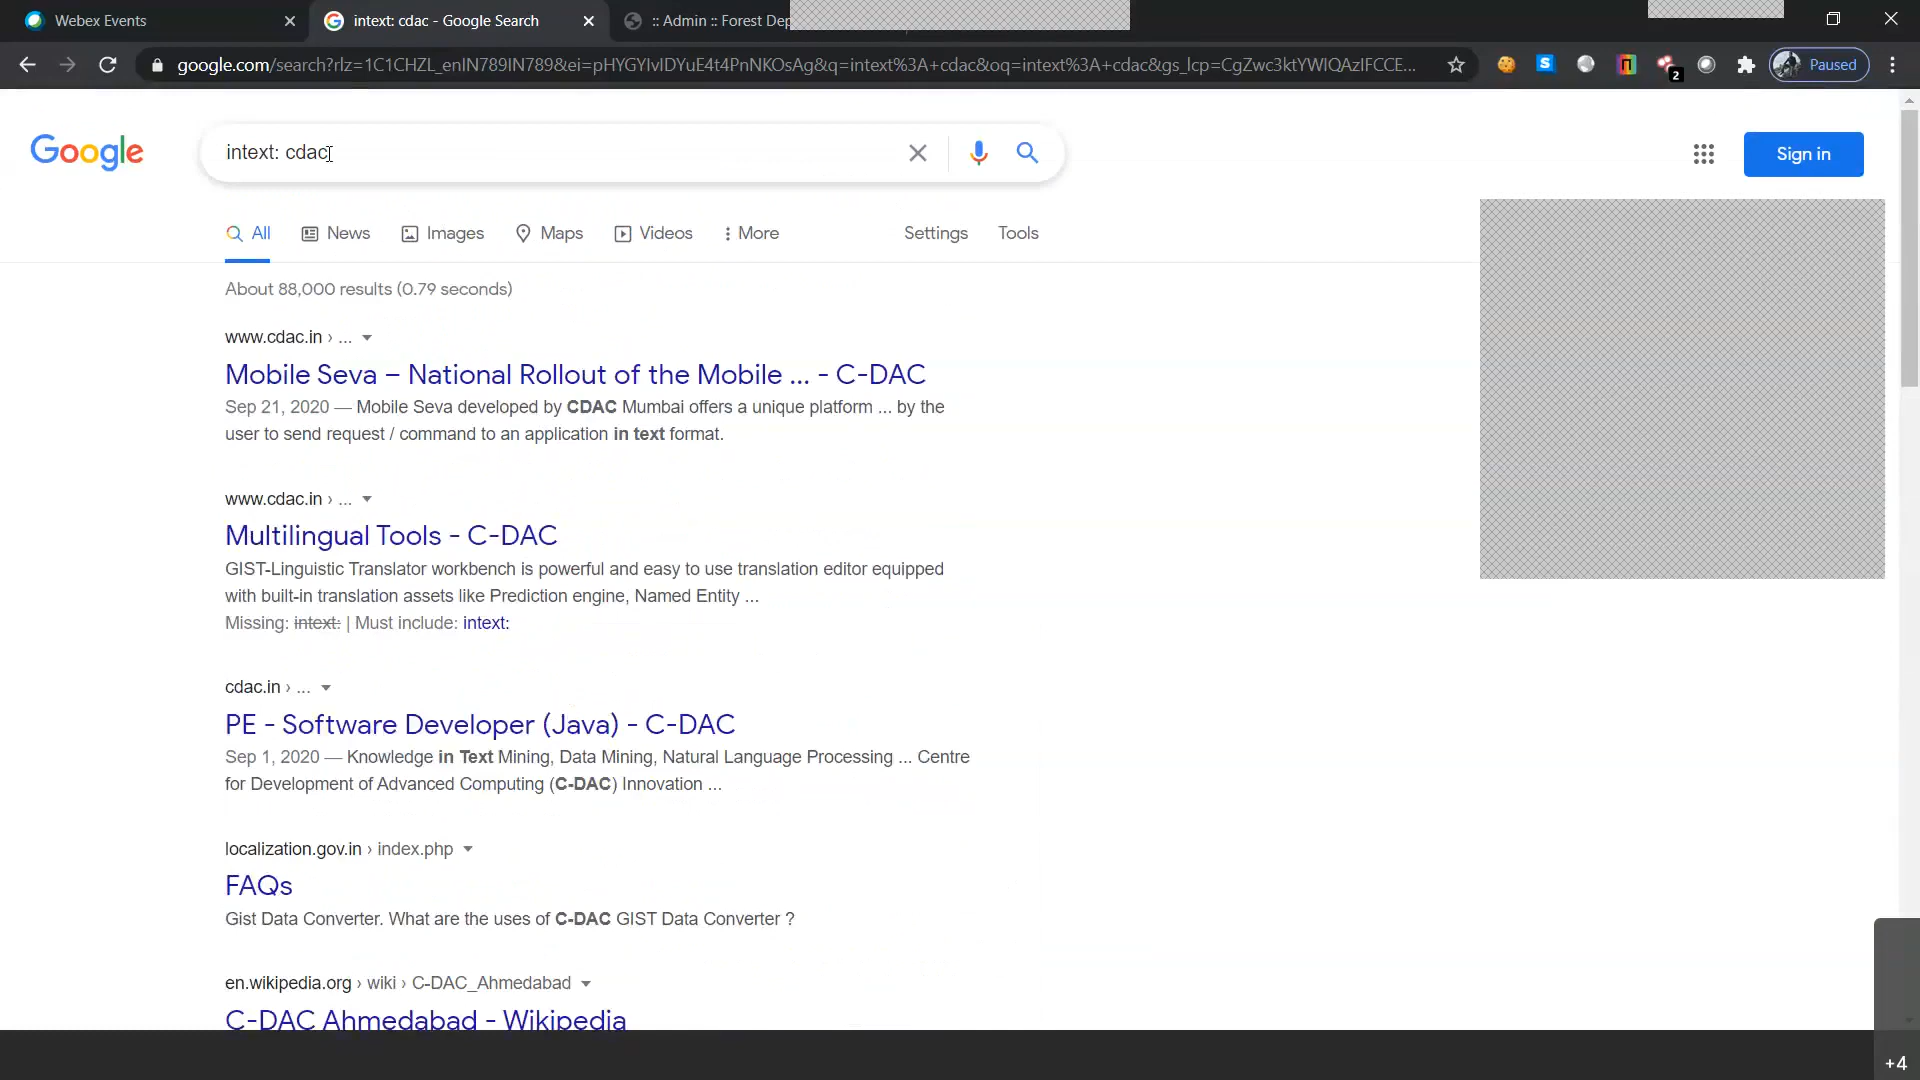 Webex Events
intext: cdac - Google Search
:: Admin :: Forest Dep
google.com/search?rlz=1C1CHZL_enIN789IN789&ei=pHYGYIvIDYuE4t4PnNKOsAg&q=intext%3A+cdac&oq=intext%3A+cdac&gs_lcp=CgZwc3ktYWIQAzIFCCE...
2
Paused
Google
intext: cdac
Sign in
All News Images Maps Videos More Settings Tools
About 88,000 results (0.79 seconds)
www.cdac.in › ...
Mobile Seva – National Rollout of the Mobile ... - C-DAC
Sep 21, 2020 — Mobile Seva developed by CDAC Mumbai offers a unique platform ... by the
user to send request / command to an application in text format.
www.cdac.in › ...
Multilingual Tools - C-DAC
GIST-Linguistic Translator workbench is powerful and easy to use translation editor equipped
with built-in translation assets like Prediction engine, Named Entity ...
Missing: intext: | Must include: intext:
cdac.in › ...
PE - Software Developer (Java) - C-DAC
Sep 1, 2020 — Knowledge in Text Mining, Data Mining, Natural Language Processing ... Centre
for Development of Advanced Computing (C-DAC) Innovation ...
localization.gov.in › index.php
FAQs
Gist Data Converter. What are the uses of C-DAC GIST Data Converter ?
en.wikipedia.org › wiki › C-DAC_Ahmedabad
C-DAC Ahmedabad - Wikipedia
+4